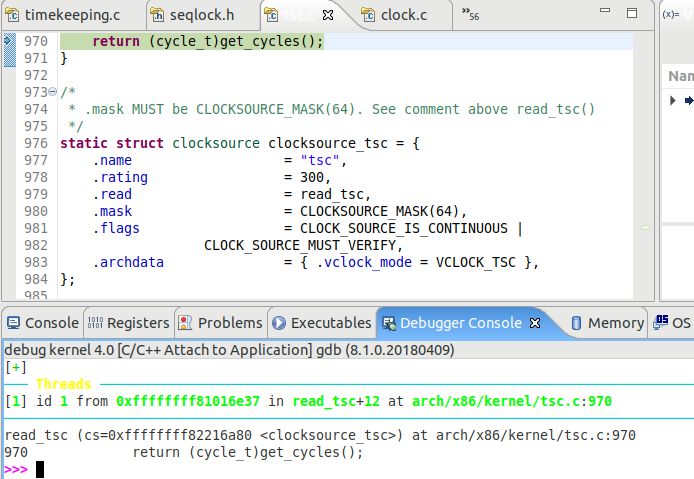 timekeeping.c seqlock.h tsc.c clock.c »56 (x)=
970 return (cycle_t)get_cycles();
971 }
972
973 /*
974 * .mask MUST be CLOCKSOURCE_MASK(64). See comment above read_tsc()
975 */
976 static struct clocksource clocksource_tsc = {
977 .name = "tsc",
978 .rating = 300,
979 .read = read_tsc,
980 .mask = CLOCKSOURCE_MASK(64),
981 .flags = CLOCK_SOURCE_IS_CONTINUOUS |
982 CLOCK_SOURCE_MUST_VERIFY,
983 .archdata = { .vclock_mode = VCLOCK_TSC },
984 };
985
Nam
Console Registers Problems Executables Debugger Console Memory OS
debug kernel 4.0 [C/C++ Attach to Application] gdb (8.1.0.20180409)
[+]
Threads
[1] id 1 from 0xffffffff81016e37 in read_tsc+12 at arch/x86/kernel/tsc.c:970
read_tsc (cs=0xffffffff82216a80 <clocksource_tsc>) at arch/x86/kernel/tsc.c:970
970 return (cycle_t)get_cycles();
>>>